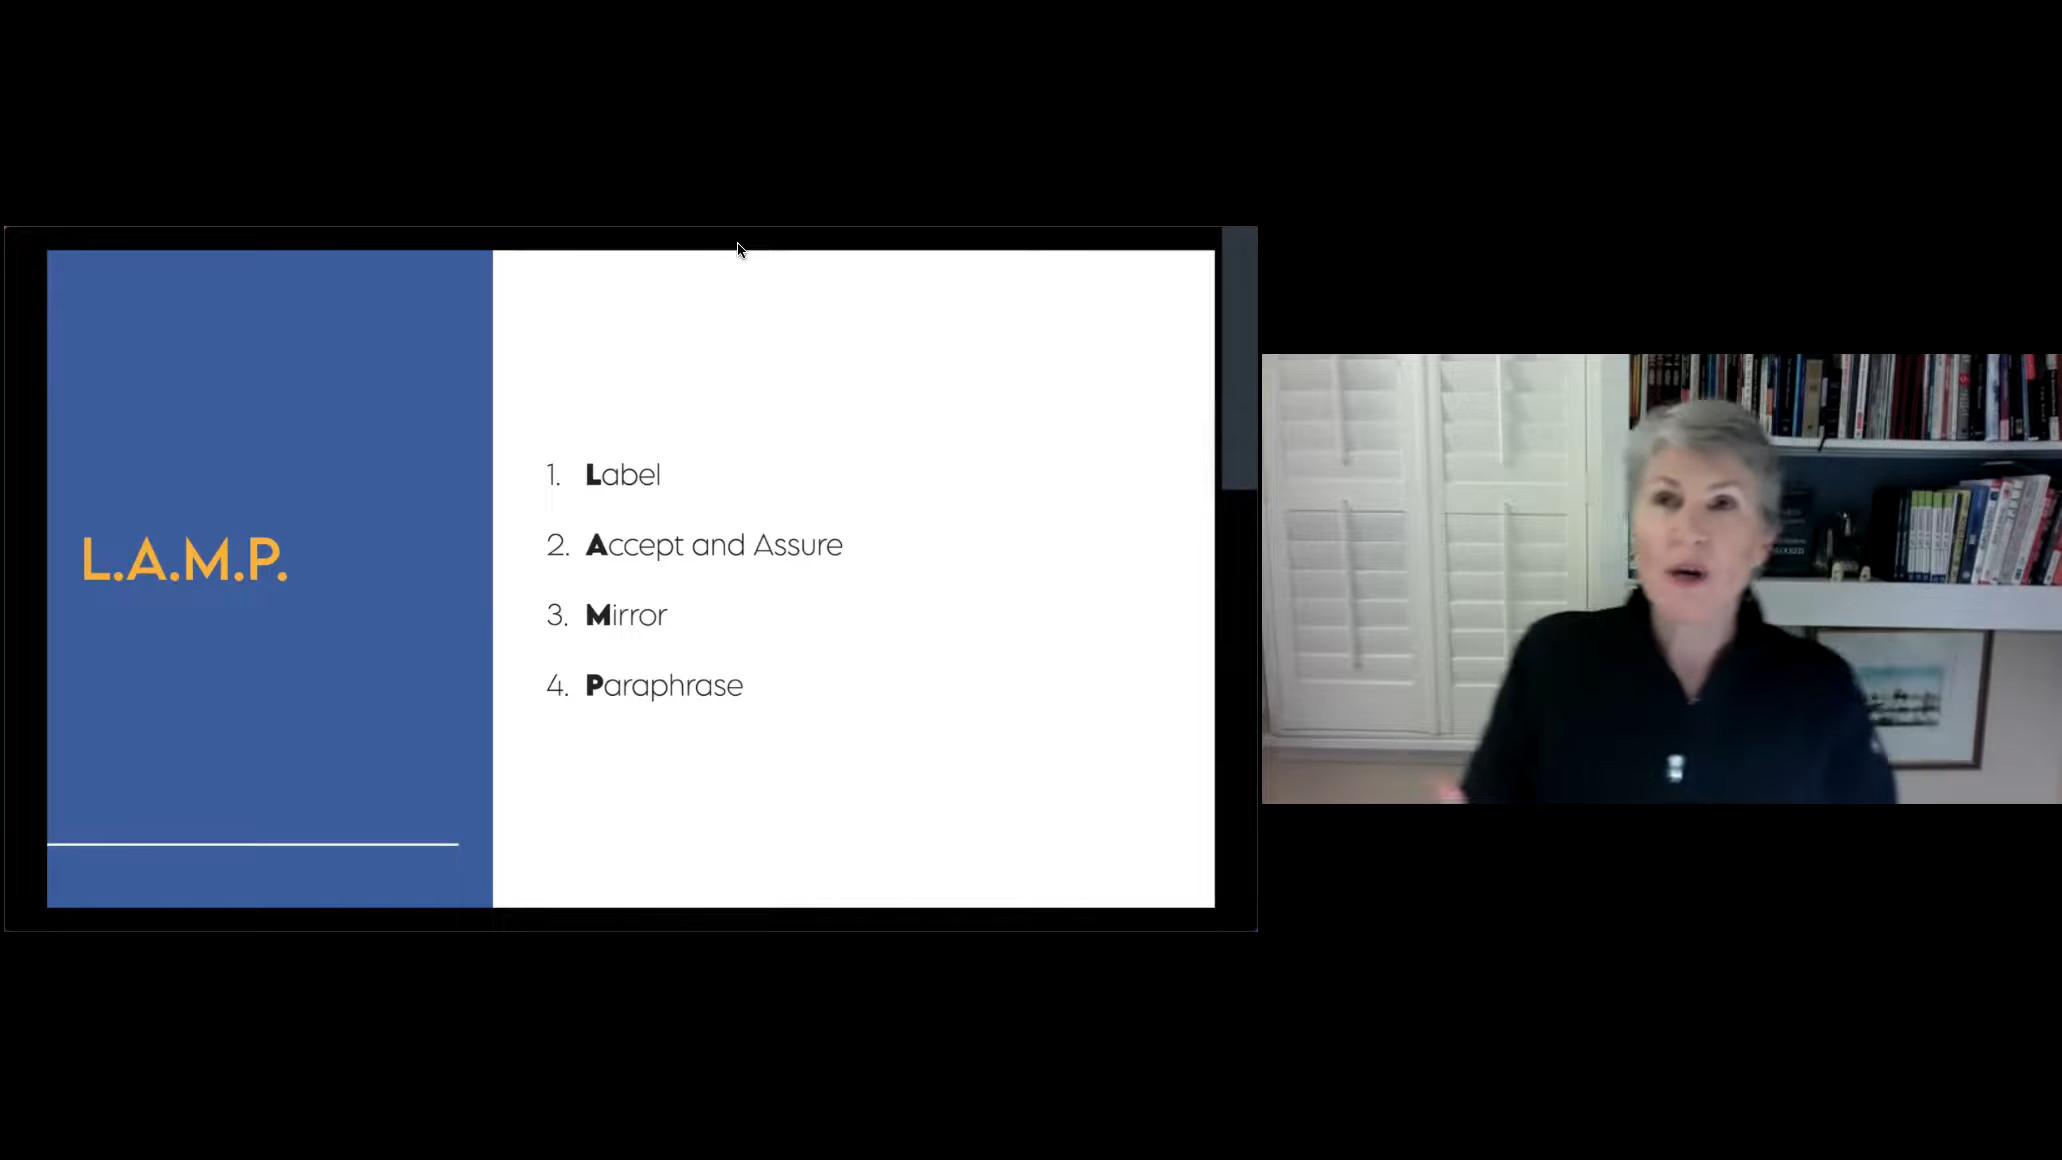 L.A.M.P.
1. Label
2. Accept and Assure
3. Mirror
4. Paraphrase